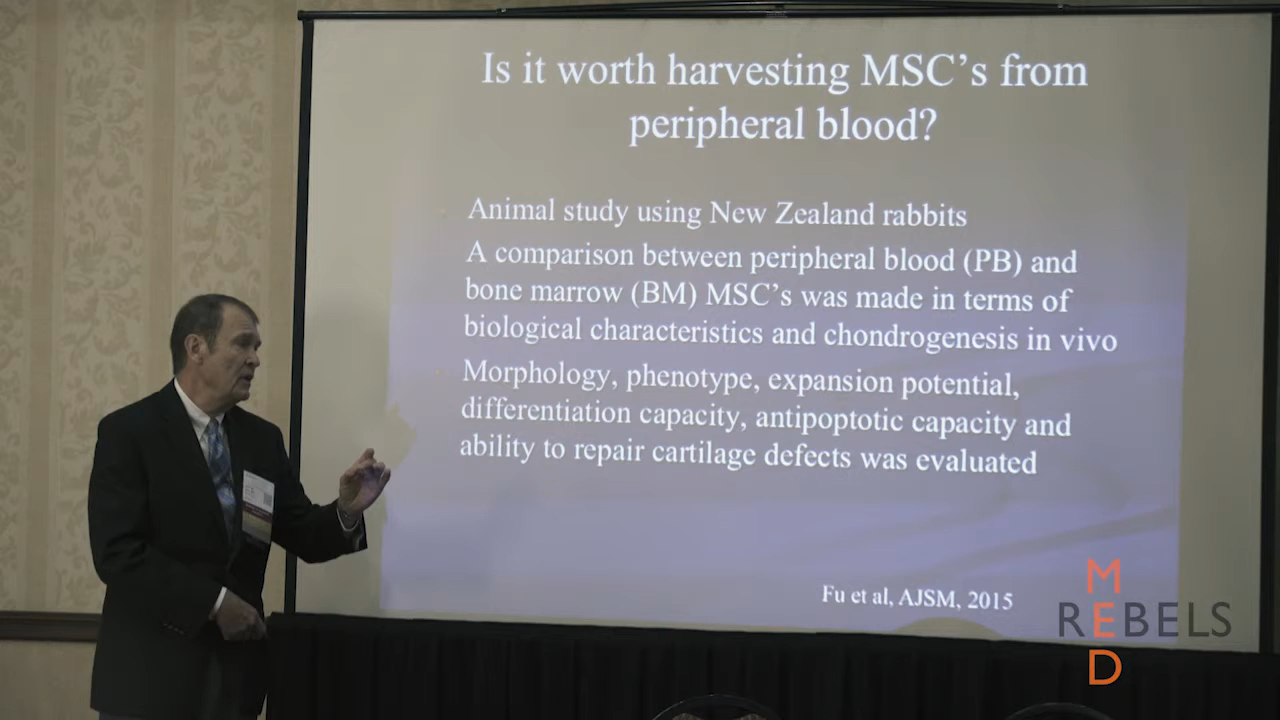 Is it worth harvesting MSC's from
peripheral blood?
Animal study using New Zealand rabbits
A comparison between peripheral blood (PB) and
bone marrow (BM) MSC's was made in terms of
biological characteristics and chondrogenesis in vivo
Morphology, phenotype, expansion potential,
differentiation capacity, antipoptotic capacity and
ability to repair cartilage defects was evaluated
Fu et al, AJSM, 2015
MED
REBELS